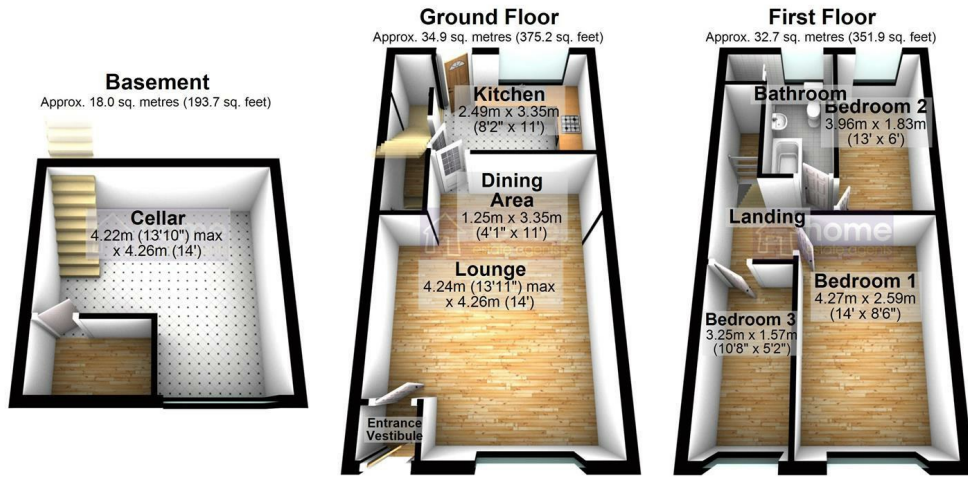 Basement
Approx. 18.0 sq. metres (193.7 sq. feet)
Cellar
4.22m (13'10") max
x 4.26m (14')
Ground Floor
Approx. 34.9 sq. metres (375.2 sq. feet)
Kitchen
2.49m x 3.35m
(8'2" x 11')
Dining
Area
1.25m x 3.35m
(4'1" x 11')
Lounge
4.24m (13'11") max
x 4.26m (14')
Entrance
Vestibule
First Floor
Approx. 32.7 sq. metres (351.9 sq. feet)
Bathroom
Bedroom 2
3.96m x 1.83m
(13' x 6')
Landing
home
Bedroom 1
4.27m x 2.59m
(14' x 8'6")
Bedroom 3
3.25m x 1.57m
(10'8" x 5'2")